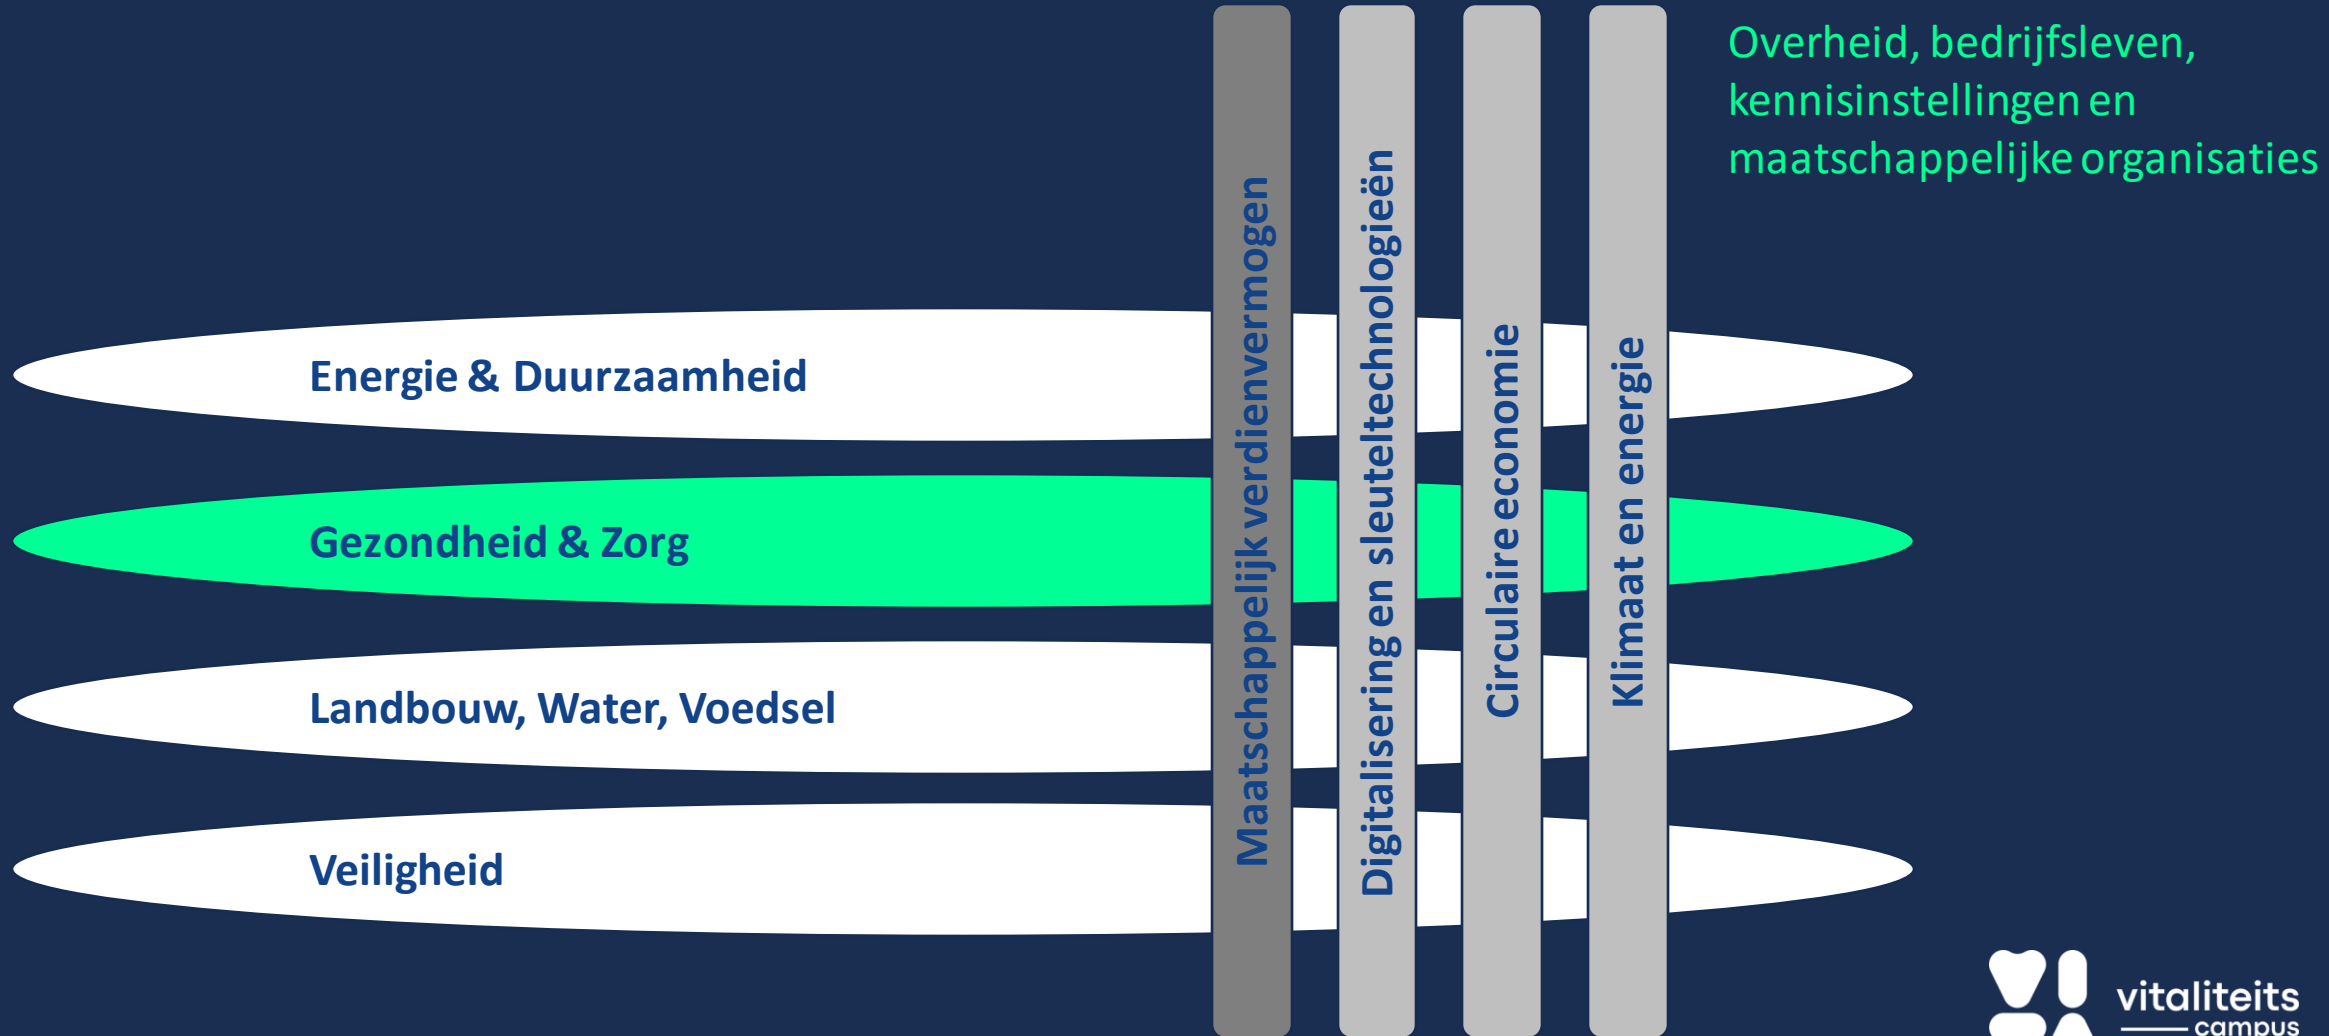 Overheid, bedrijfsleven,
kennisinstellingen en
maatschappelijke organisaties
Maatschappelijk verdienvermogen
Digitalisering en sleuteltechnologieën
Circulaire economie
Klimaat en energie
Energie & Duurzaamheid
Gezondheid & Zorg
Landbouw, Water, Voedsel
Veiligheid
vitaliteits
campus